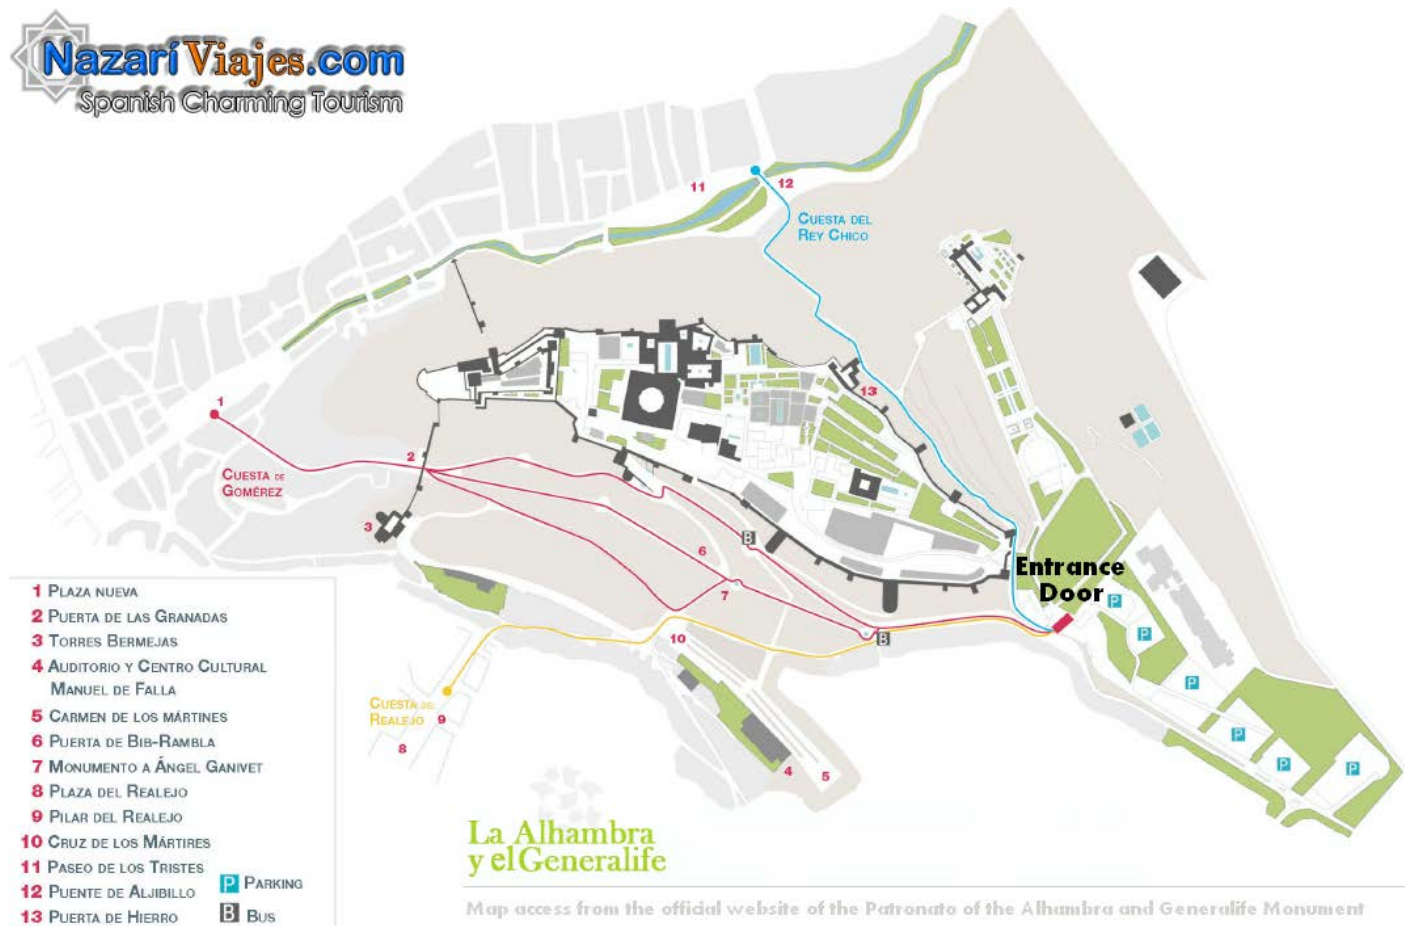 NazaríViajes.com
Spanish Charming Tourism
11
12
CUESTA DEL
REY CHICO
13
1
2
CUESTA DE
GOMÉREZ
3
B
6
7
Entrance
Door
P
P
P
P
P
P
B
10
CUESTA DEL
REALEJO
9
8
4
5
1 PLAZA NUEVA
2 PUERTA DE LAS GRANADAS
3 TORRES BERMEJAS
4 AUDITORIO Y CENTRO CULTURAL
MANUEL DE FALLA
5 CARMEN DE LOS MÁRTINES
6 PUERTA DE BIB-RAMBLA
7 MONUMENTO A ÁNGEL GANIVET
8 PLAZA DEL REALEJO
9 PILAR DEL REALEJO
10 CRUZ DE LOS MÁRTIRES
11 PASEO DE LOS TRISTES
12 PUENTE DE ALJIBILLO
13 PUERTA DE HIERRO
P PARKING
B BUS
La Alhambra
y el Generalife
Map access from the official website of the Patronato of the Alhambra and Generalife Monument